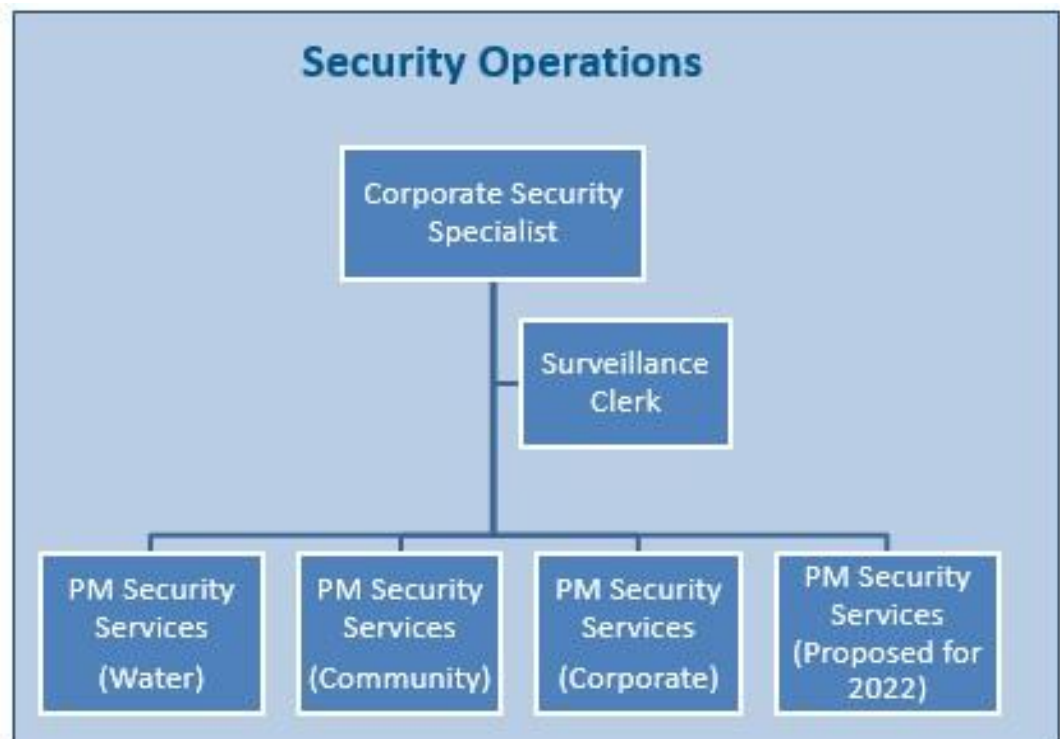 Security Operations
Corporate Security
Specialist
Surveillance
Clerk
PM Security
Services
(Water)
PM Security
Services
(Community)
PM Security
Services
(Corporate)
PM Security
Services
(Proposed for
2022)